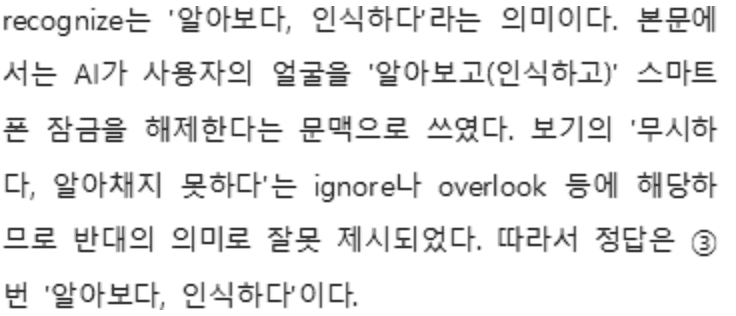 recognize는 '알아보다, 인식하다'라는 의미이다. 본문에
서는 AI가 사용자의 얼굴을 '알아보고(인식하고)' 스마트
폰 잠금을 해제한다는 문맥으로 쓰였다. 보기의 '무시하
다, 알아채지 못하다'는 ignore나 overlook 등에 해당하
므로 반대의 의미로 잘못 제시되었다. 따라서 정답은 ③
번 '알아보다, 인식하다'이다.